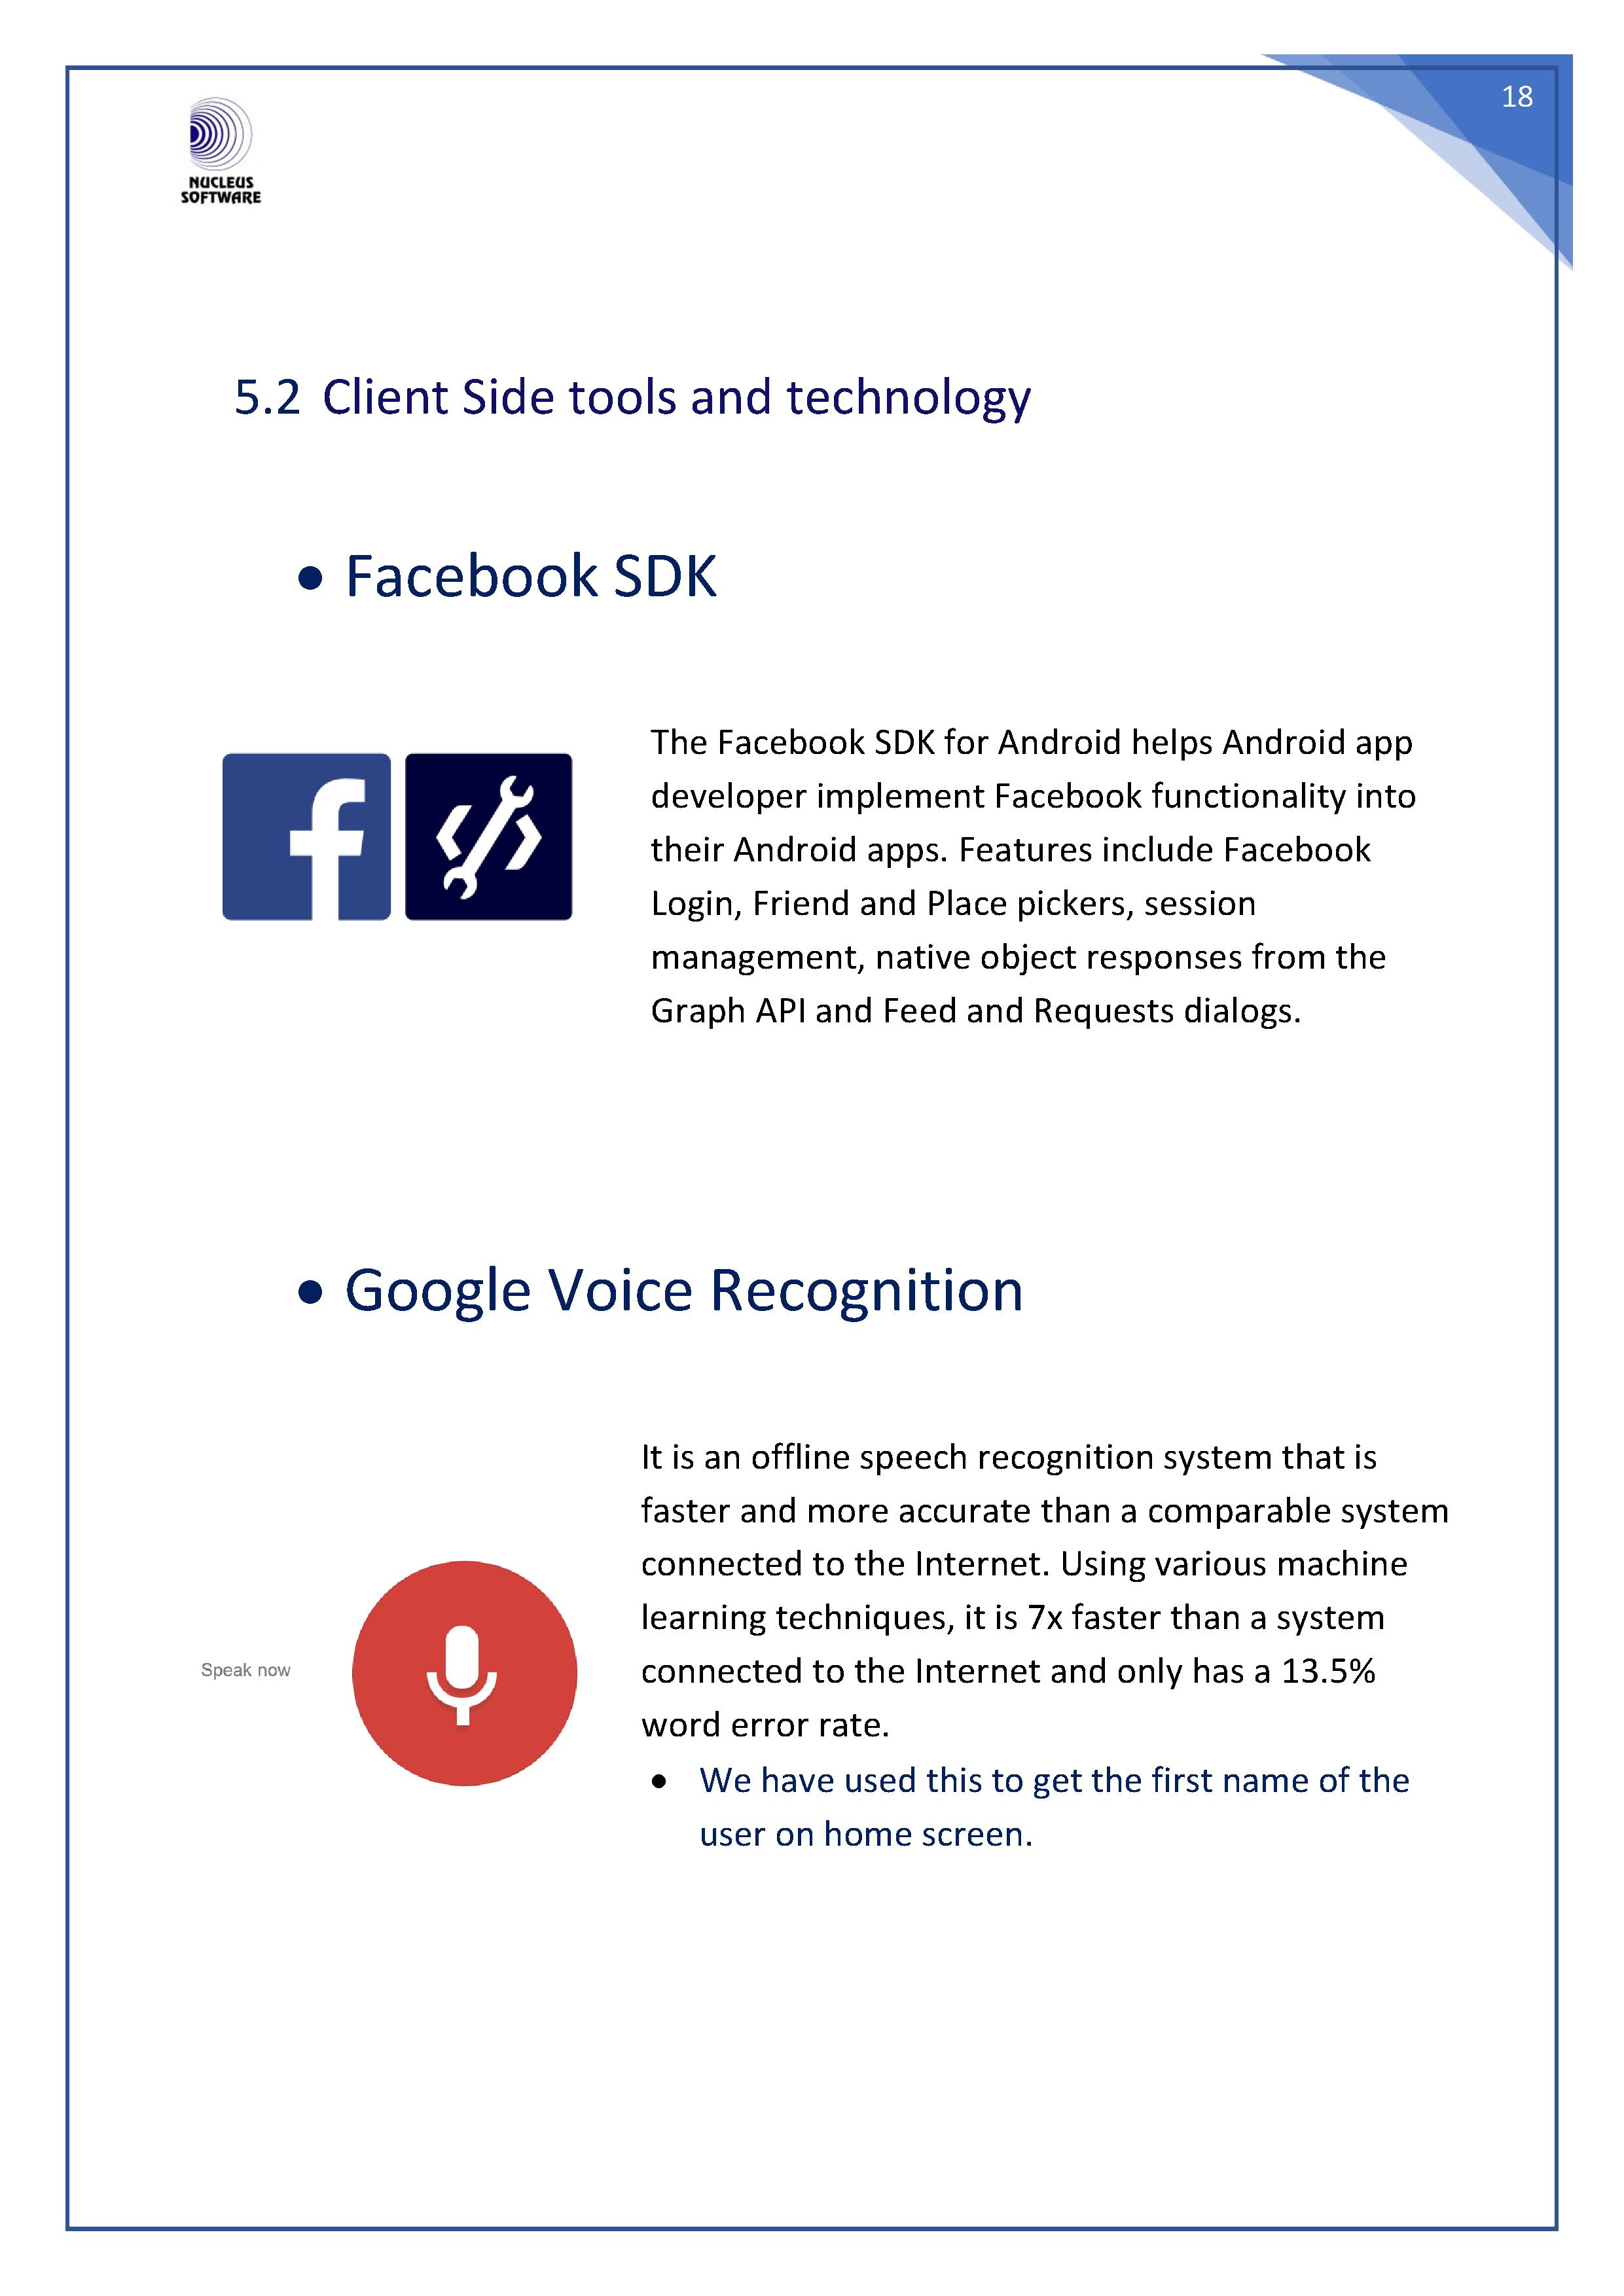 18
NUCLEUS
SOFTWARE
5.2 Client Side tools and technology
• Facebook SDK
The Facebook SDK for Android helps Android app
developer implement Facebook functionality into
their Android apps. Features include Facebook
Login, Friend and Place pickers, session
management, native object responses from the
Graph API and Feed and Requests dialogs.
• Google Voice Recognition
It is an offline speech recognition system that is
faster and more accurate than a comparable system
connected to the Internet. Using various machine
learning techniques, it is 7x faster than a system
connected to the Internet and only has a 13.5%
word error rate.
Speak now
• We have used this to get the first name of the
user on home screen.